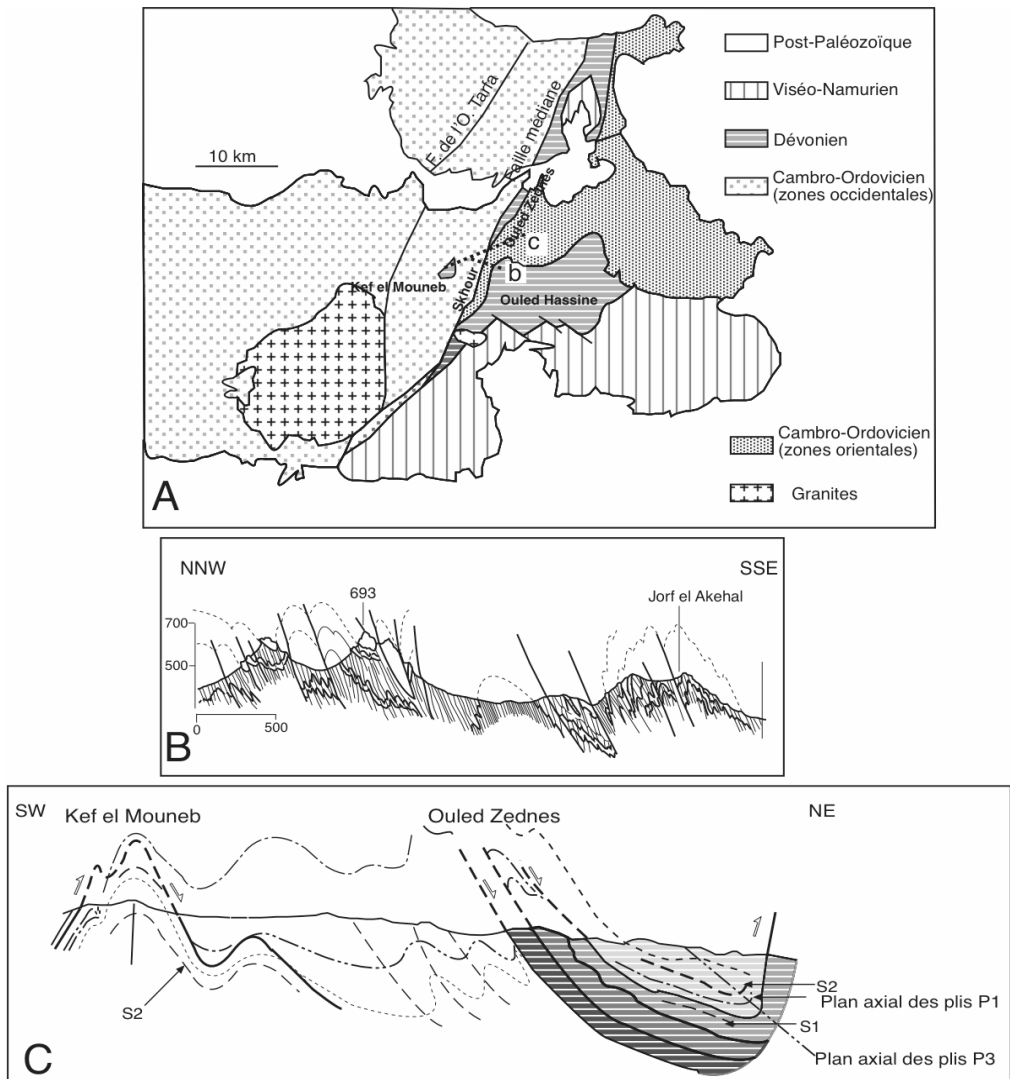 Post-Paléozoïque
Viséo-Namurien
Dévonien
Cambro-Ordovicien
(zones occidentales)
10 km
F. de l'O. Tarfa
Faille médiane
Ouled Zednes
c
b
Kef el Mouneb
Skhour
Ouled Hassine
Cambro-Ordovicien
(zones orientales)
Granites
A
NNW
SSE
693
Jorf el Akehal
700
500
0
500
B
SW
Kef el Mouneb
Ouled Zednes
NE
S2
S2
Plan axial des plis P1
S1
Plan axial des plis P3
C